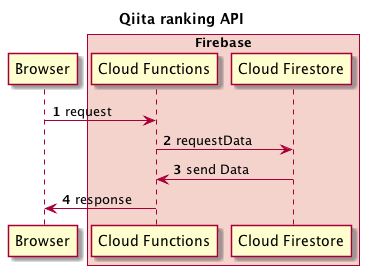 Qiita ranking API
Firebase
Browser Cloud Functions Cloud Firestore
1 request
2 requestData
3 send Data
4 response
Browser Cloud Functions Cloud Firestore